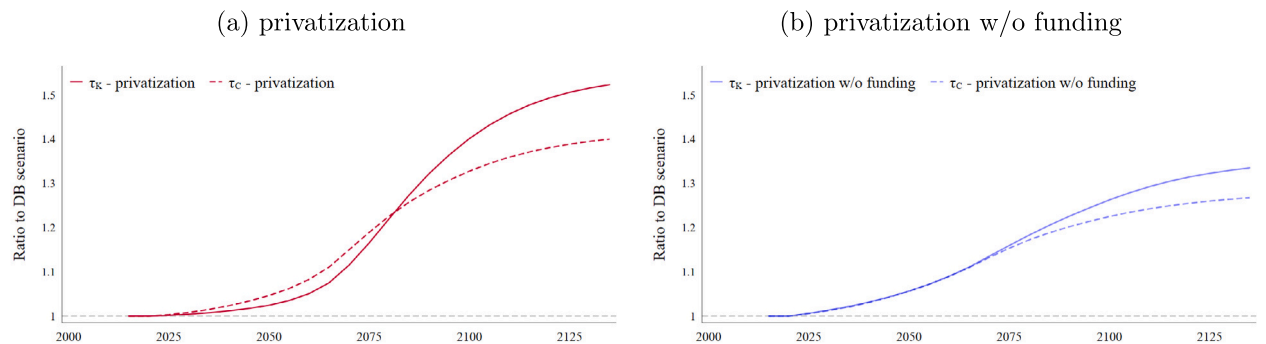 (a) privatization
τK - privatization τC - privatization
Ratio to DB scenario
1.5
1.4
1.3
1.2
1.1
1
2000 2025 2050 2075 2100 2125
(b) privatization w/o funding
τK - privatization w/o funding τC - privatization w/o funding
Ratio to DB scenario
1.5
1.4
1.3
1.2
1.1
1
2000 2025 2050 2075 2100 2125